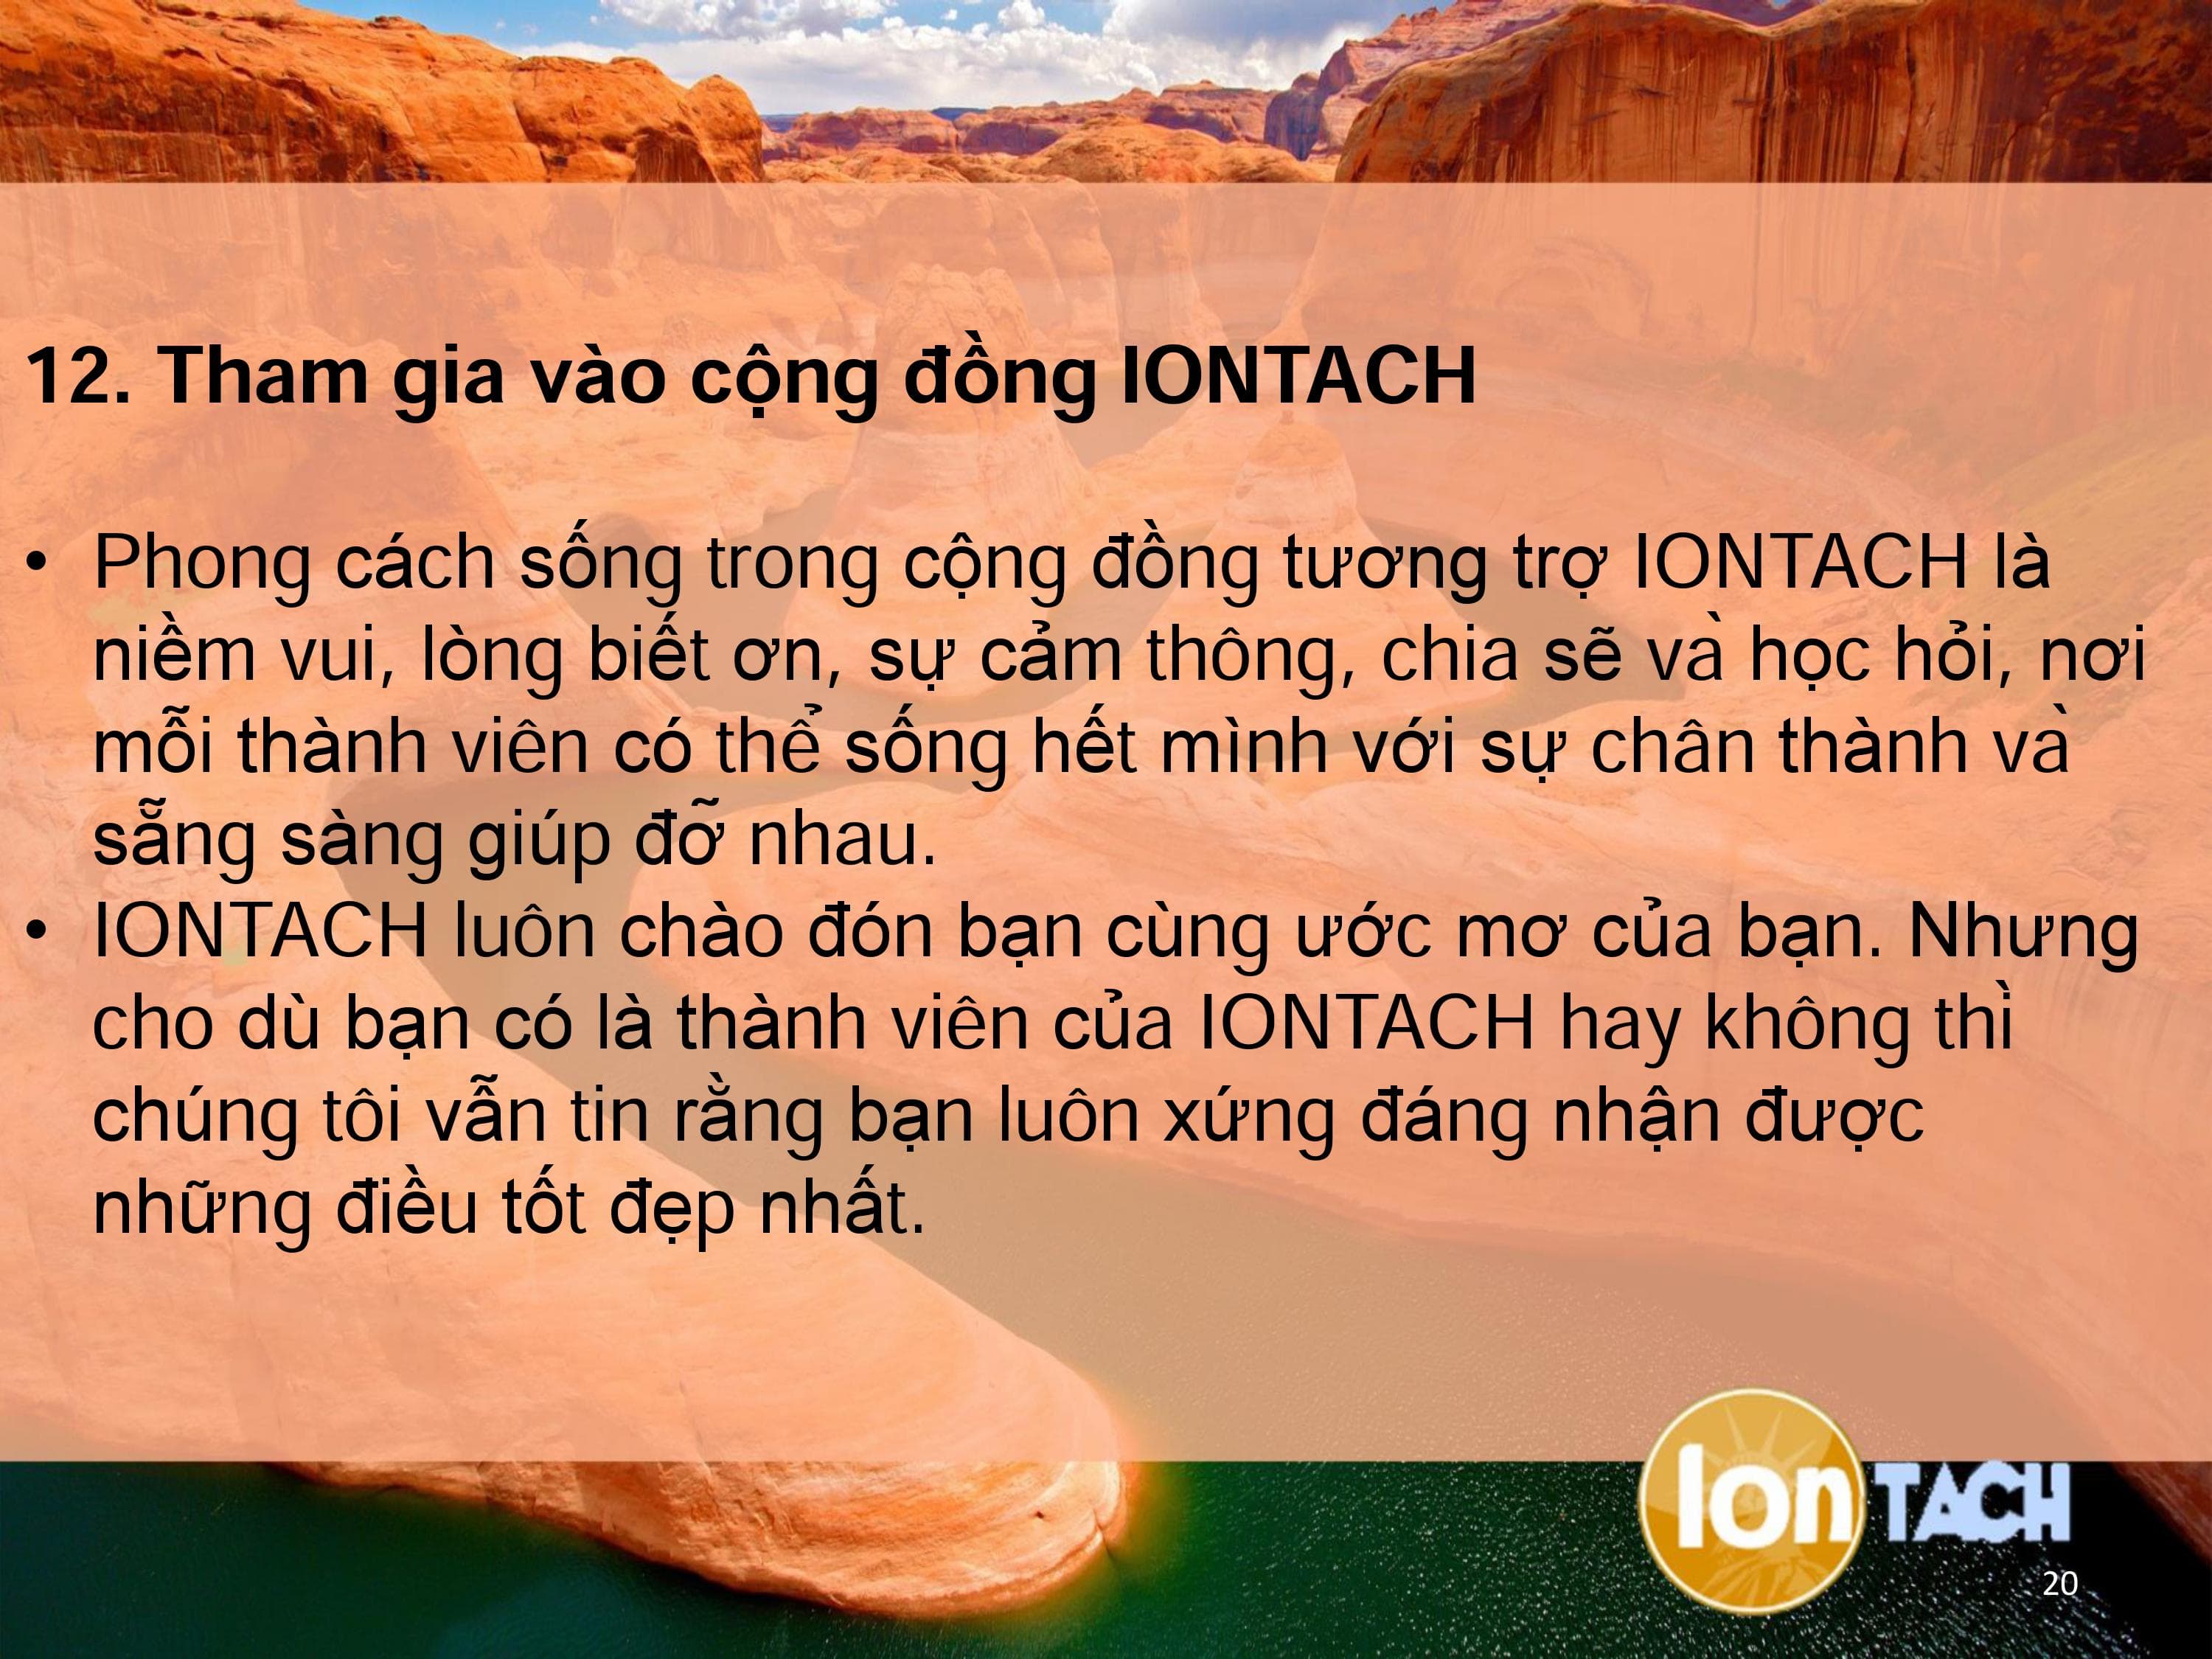 12. Tham gia vào cộng đồng IONTACH
• Phong cách sống trong cộng đồng tương trợ IONTACH là
niềm vui, lòng biết ơn, sự cảm thông, chia sẽ và học hỏi, nơi
mỗi thành viên có thể sống hết mình với sự chân thành và
sẵng sàng giúp đỡ nhau.
• IONTACH luôn chào đón bạn cùng ước mơ của bạn. Nhưng
cho dù bạn có là thành viên của IONTACH hay không thì
chúng tôi vẫn tin rằng bạn luôn xứng đáng nhận được
những điều tốt đẹp nhất.
IonTACH
20